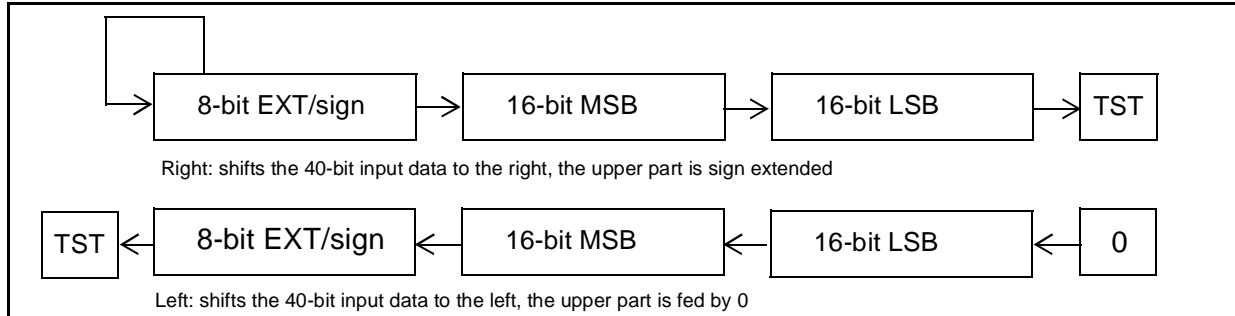 8-bit EXT/sign 16-bit MSB 16-bit LSB TST
Right: shifts the 40-bit input data to the right, the upper part is sign extended
TST 8-bit EXT/sign 16-bit MSB 16-bit LSB 0
Left: shifts the 40-bit input data to the left, the upper part is fed by 0